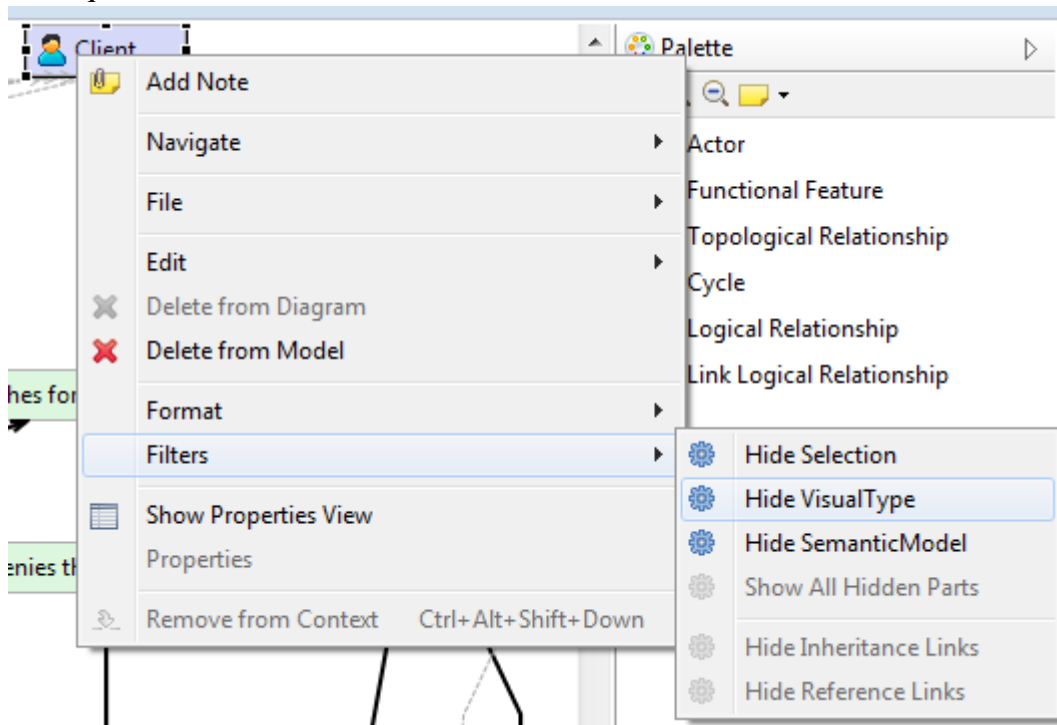 Client
Palette
Add Note
Navigate
Actor
Functional Feature
File
Topological Relationship
Edit
Cycle
Delete from Diagram
Logical Relationship
Delete from Model
Link Logical Relationship
hes for
Format
Filters
Hide Selection
Hide VisualType
Show Properties View
Hide SemanticModel
enies th
Properties
Show All Hidden Parts
Remove from Context Ctrl+Alt+Shift+Down
Hide Inheritance Links
Hide Reference Links